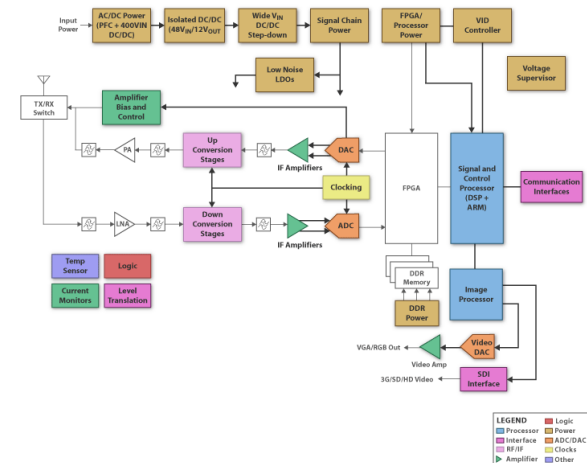 Input
Power
AC/DC Power
(PFC + 400VIN
DC/DC)
Isolated DC/DC
(48VIN/12VOUT
Wide VIN
DC/DC
Step-down
Signal Chain
Power
FPGA/
Processor
Power
VID
Controller
Low Noise
LDOs
Voltage
Supervisor
TX/RX
Switch
Amplifier
Bias and
Control
PA
Up
Conversion
Stages
IF Amplifiers
DAC
Clocking
FPGA
Signal and
Control
Processor
(DSP +
ARM)
Communication
Interfaces
LNA
Down
Conversion
Stages
IF Amplifiers
ADC
Temp
Sensor
Logic
Current
Monitors
Level
Translation
DDR
Memory
DDR
Power
Image
Processor
VGA/RGB Out
Video Amp
Video
DAC
3G/SD/HD Video
SDI
Interface
LEGEND
Processor
Interface
RF/IF
Amplifier
Logic
Power
ADC/DAC
Clocks
Other